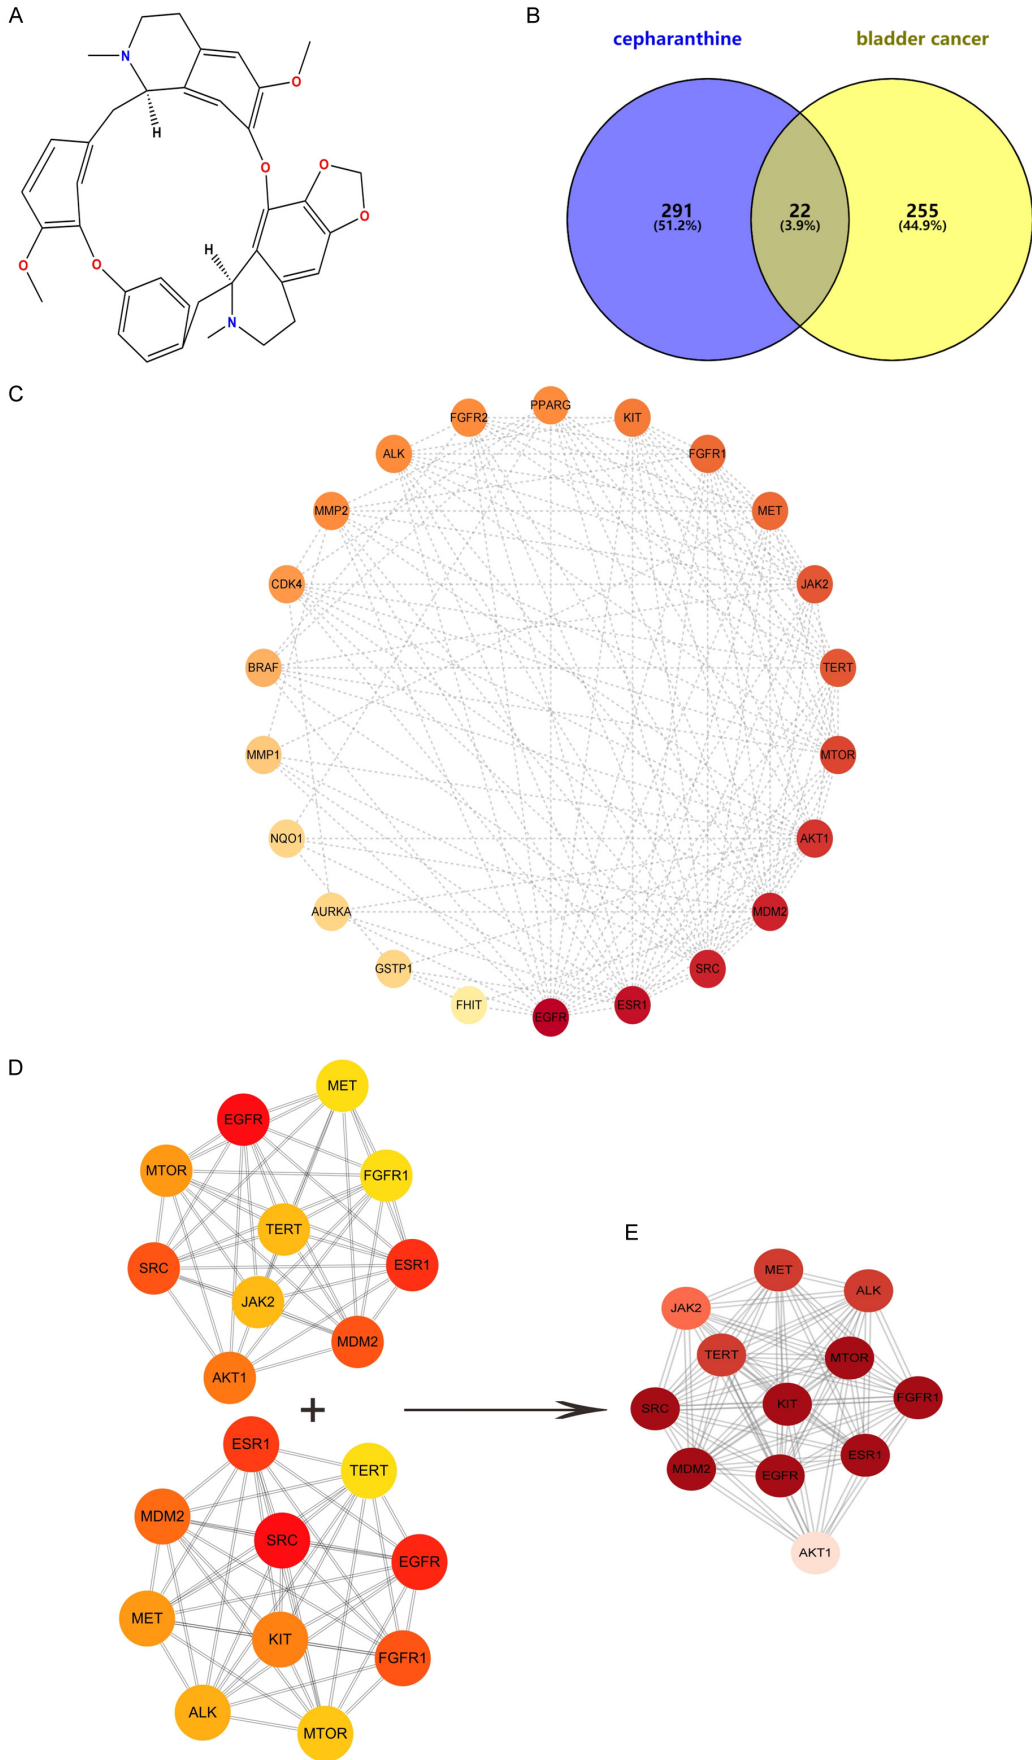 A
N
O
H
O
O
O
H
O
O
N
B
cepharanthine
bladder cancer
291
(51.2%)
22
(3.9%)
255
(44.9%)
C
PPARG
FGFR2
KIT
ALK
FGFR1
MMP2
MET
CDK4
JAK2
BRAF
TERT
MMP1
MTOR
NQO1
AKT1
AURKA
MDM2
GSTP1
SRC
FHIT
EGFR
ESR1
D
MET
EGFR
MTOR
FGFR1
TERT
SRC
ESR1
JAK2
MDM2
AKT1
+
ESR1
TERT
MDM2
SRC
EGFR
MET
KIT
FGFR1
ALK
MTOR
E
MET
ALK
JAK2
TERT
MTOR
KIT
FGFR1
SRC
ESR1
MDM2
EGFR
AKT1